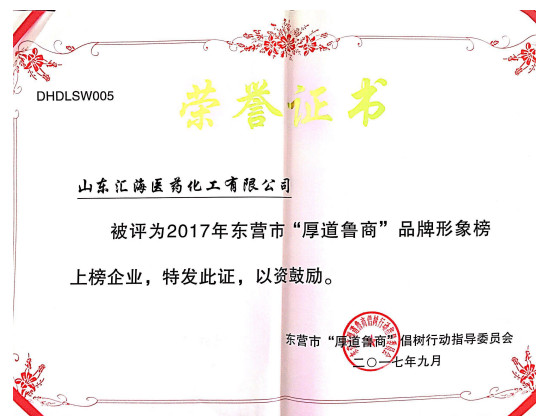 DHDLSW005
荣誉证书
山东汇海医药化工有限公司
被评为2017年东营市“厚道鲁商”品牌形象榜
上榜企业，特发此证，以资鼓励。
东营市“厚道鲁商”倡树行动指导委员会
二○一七年九月